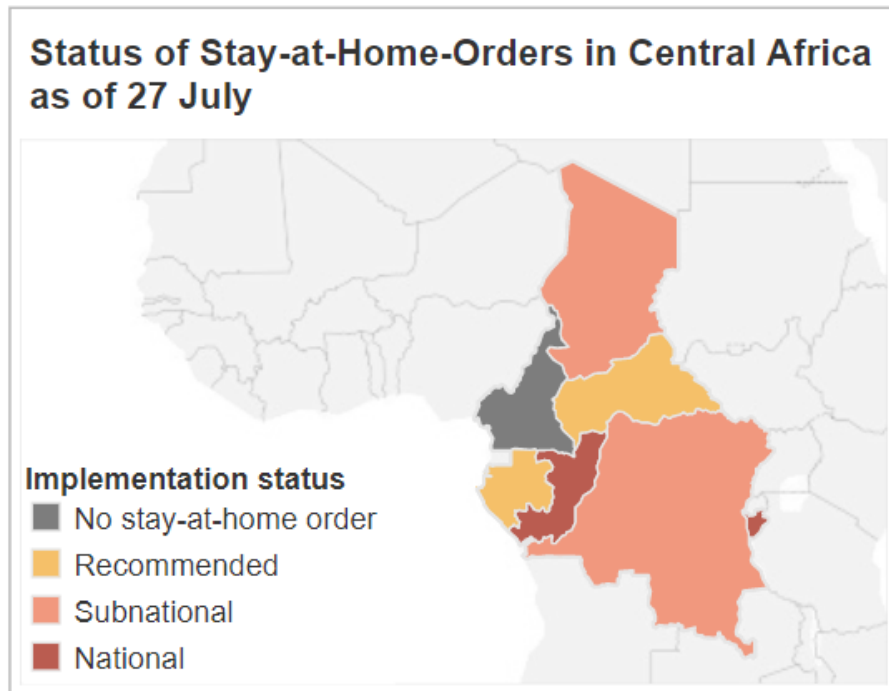 Status of Stay-at-Home-Orders in Central Africa
as of 27 July
Implementation status
No stay-at-home order
Recommended
Subnational
National